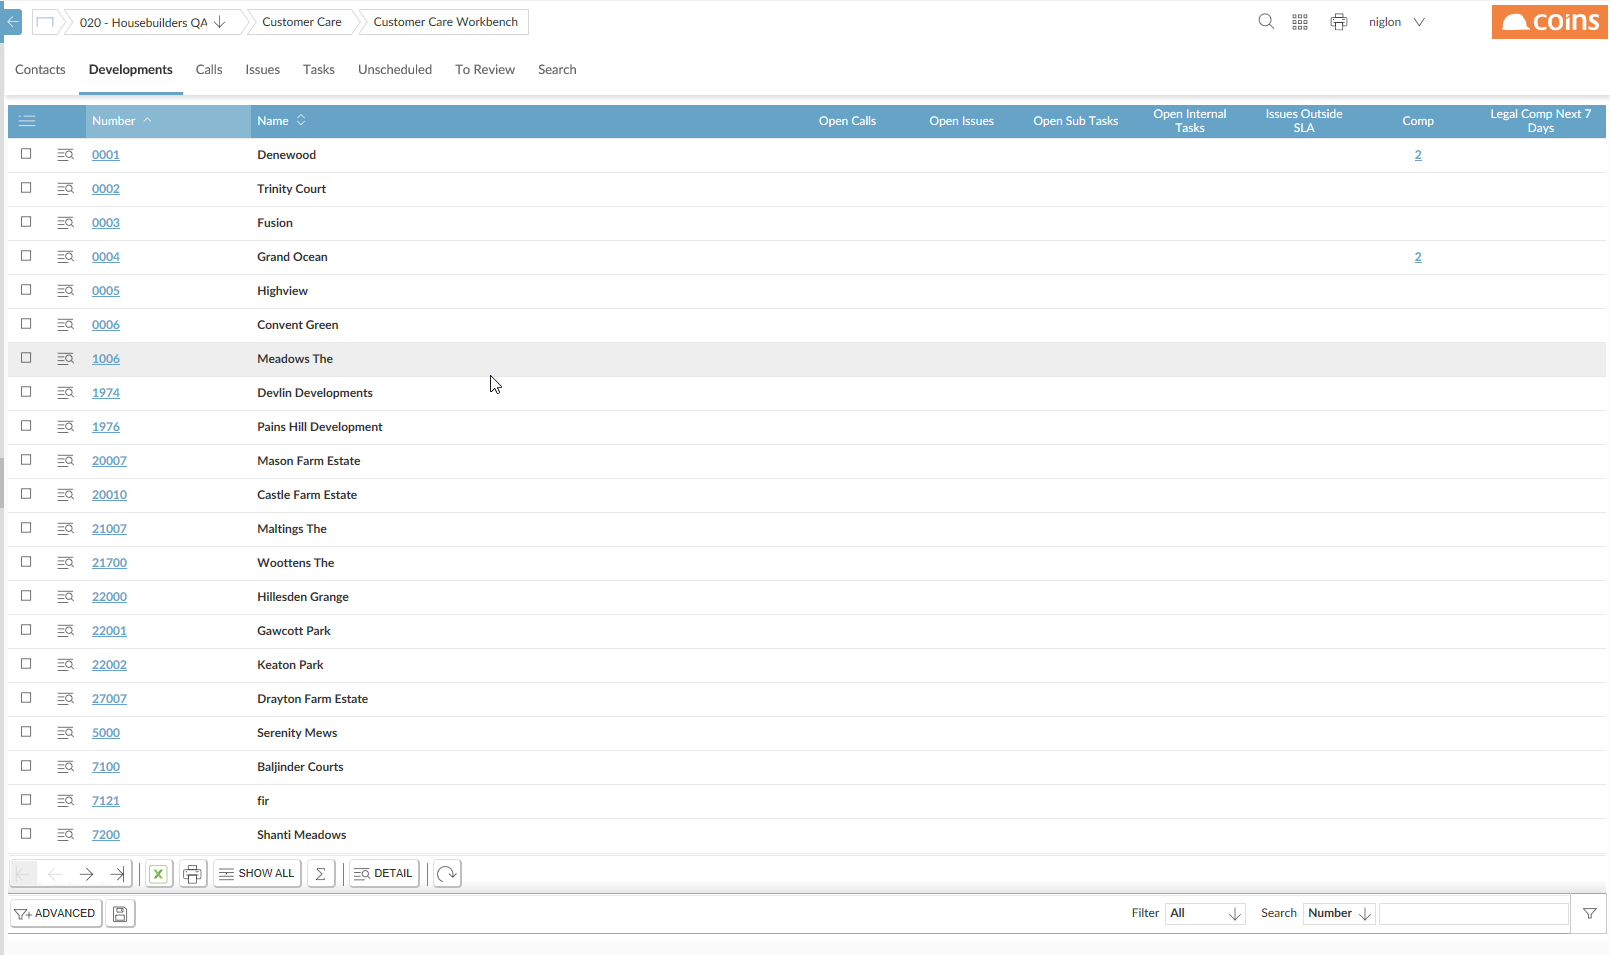 020 - Housebuilders QA Customer Care Customer Care Workbench niglon coins
Contacts Developments Calls Issues Tasks Unscheduled To Review Search
Number Name Open Calls Open Issues Open Sub Tasks Open Internal Tasks Issues Outside SLA Comp Legal Comp Next 7 Days
0001 Denewood 2
0002 Trinity Court
0003 Fusion
0004 Grand Ocean 2
0005 Highview
0006 Convent Green
1006 Meadows The
1974 Devlin Developments
1976 Pains Hill Development
20007 Mason Farm Estate
20010 Castle Farm Estate
21007 Maltings The
21700 Woottens The
22000 Hillesden Grange
22001 Gawcott Park
22002 Keaton Park
27007 Drayton Farm Estate
5000 Serenity Mews
7100 Baljinder Courts
7121 fir
7200 Shanti Meadows
X SHOW ALL Σ DETAIL
ADVANCED Filter All Search Number